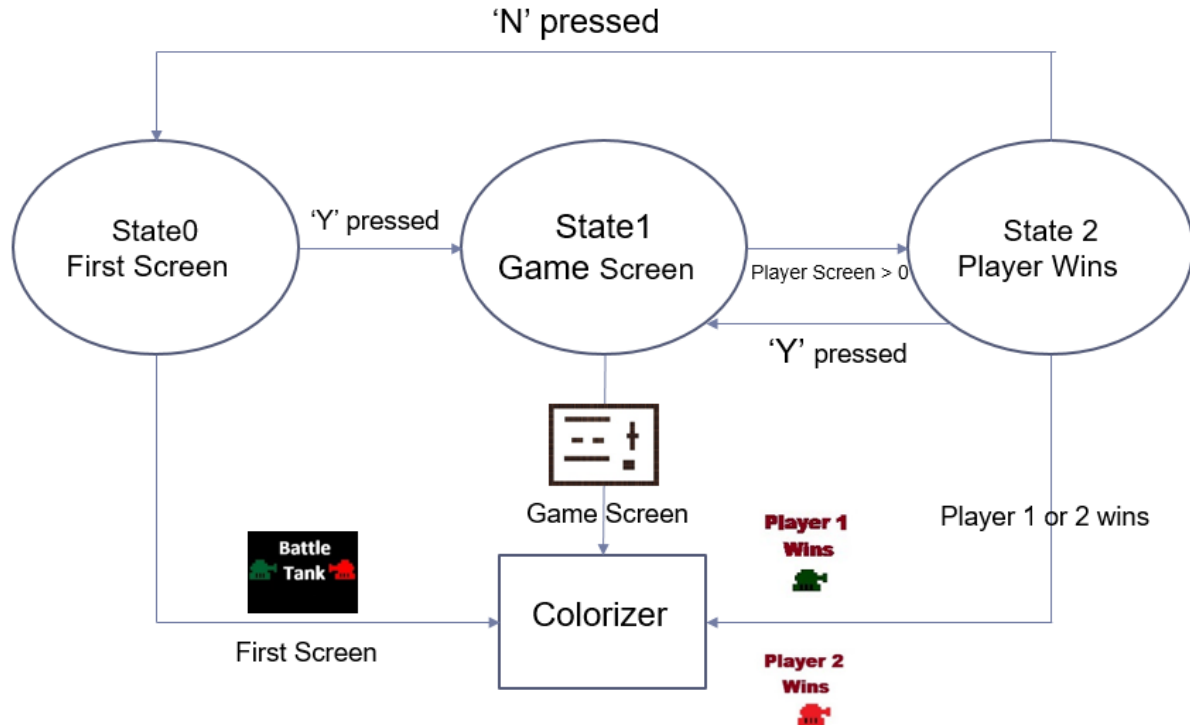 ‘N’ pressed
State0
First Screen
‘Y’ pressed
State1
Game Screen
Player Screen > 0
State 2
Player Wins
‘Y’ pressed
Game Screen
Player 1 or 2 wins
Player 1
Wins
Battle
Tank
Colorizer
First Screen
Player 2
Wins